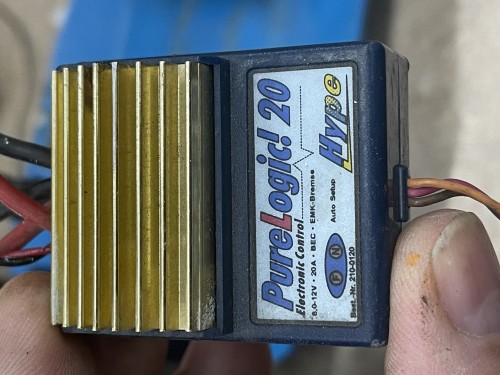 PureLogic! 20
Hype
Electronic Control
6,0-12V • 20A • BEC • EMK-Bremse
Auto Setup
Best.-Nr. 210-0120